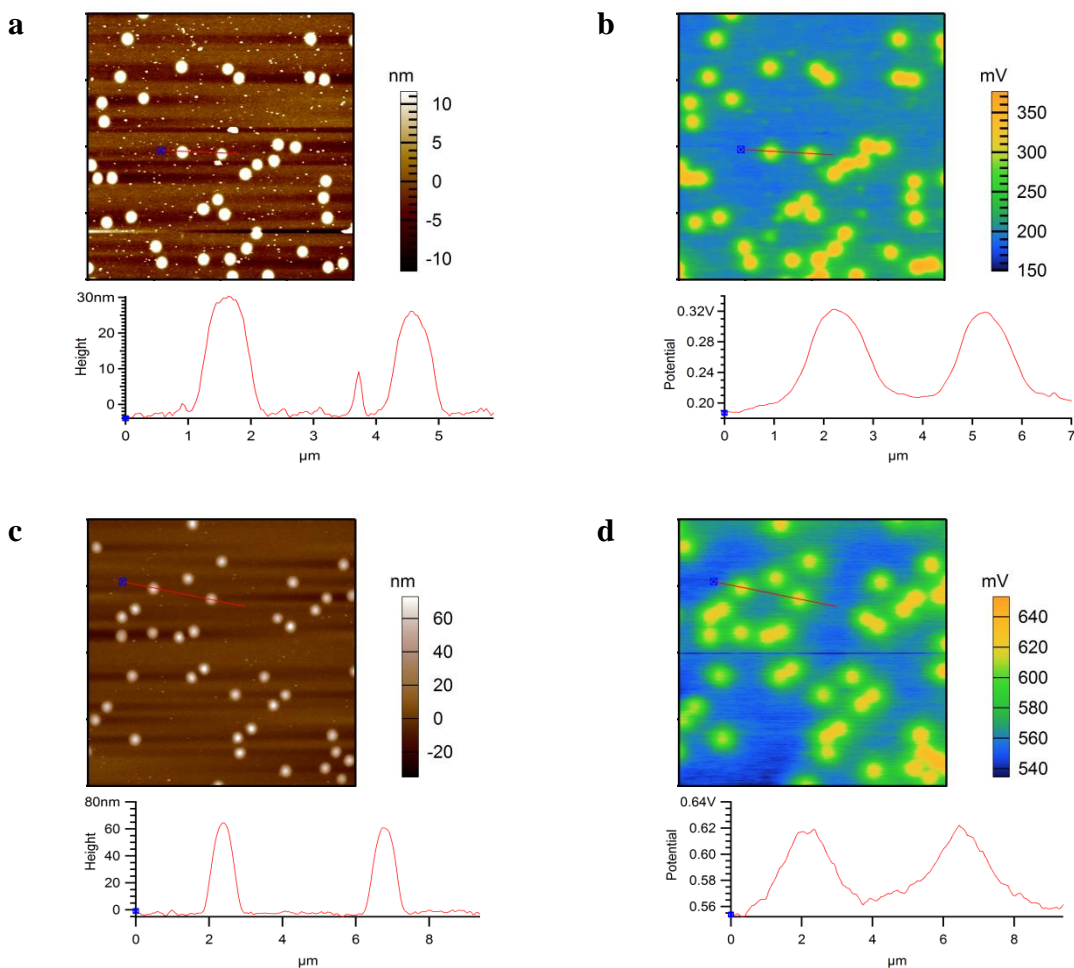 a
nm
10
5
0
-5
-10
30nm
20
10
0
Height
0
1
2
3
4
5
µm
b
mV
350
300
250
200
150
0.32V
0.28
0.24
0.20
Potential
0
1
2
3
4
5
6
7
µm
c
nm
60
40
20
0
-20
80nm
60
40
20
0
Height
0
2
4
6
8
µm
d
mV
640
620
600
580
560
540
0.64V
0.62
0.60
0.58
0.56
Potential
0
2
4
6
8
µm